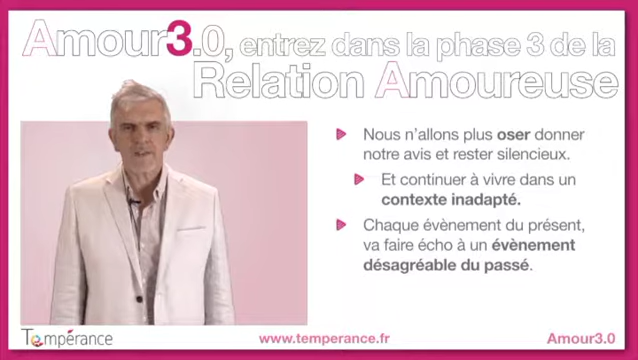 Amour3.0, entrez dans la phase 3 de la
Relation Amoureuse
Nous n'allons plus oser donner
notre avis et rester silencieux.
Et continuer à vivre dans un
contexte inadapté.
Chaque évènement du présent,
va faire écho à un évènement
désagréable du passé.
Tempérance
www.temperance.fr
Amour3.0